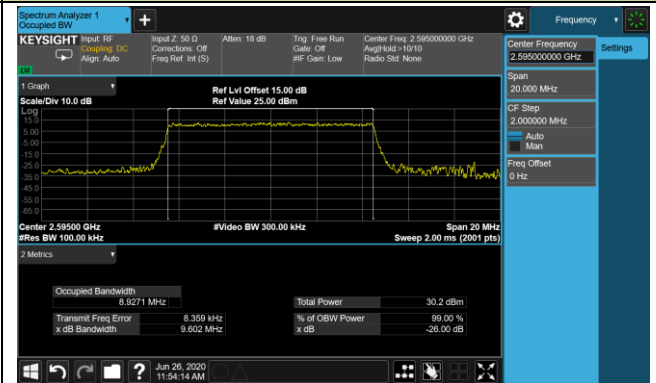 Spectrum Analyzer 1
Occupied BW
Frequency
KEYSIGHT
Input: RF
Coupling: DC
Align: Auto
Input Z: 50 Ω
Corrections: Off
Freq Ref: Int (S)
Atten: 18 dB
Trig: Free Run
Gate: Off
#IF Gain: Low
Center Freq: 2.595000000 GHz
Avg|Hold:>10/10
Radio Std: None
Center Frequency
2.595000000 GHz
Settings
Span
20.000 MHz
CF Step
2.000000 MHz
Auto
Man
Freq Offset
0 Hz
1 Graph
Scale/Div 10.0 dB
Ref Lvl Offset 15.00 dB
Ref Value 25.00 dBm
Log
15.0
5.00
-5.00
-15.0
-25.0
-35.0
-45.0
-55.0
-65.0
Center 2.59500 GHz
#Res BW 100.00 kHz
#Video BW 300.00 kHz
Span 20 MHz
Sweep 2.00 ms (2001 pts)
2 Metrics
Occupied Bandwidth
8.9271 MHz
Total Power 30.2 dBm
Transmit Freq Error 8.359 kHz
% of OBW Power 99.00 %
x dB Bandwidth 9.602 MHz
x dB -26.00 dB
?
Jun 26, 2020
11:54:14 AM